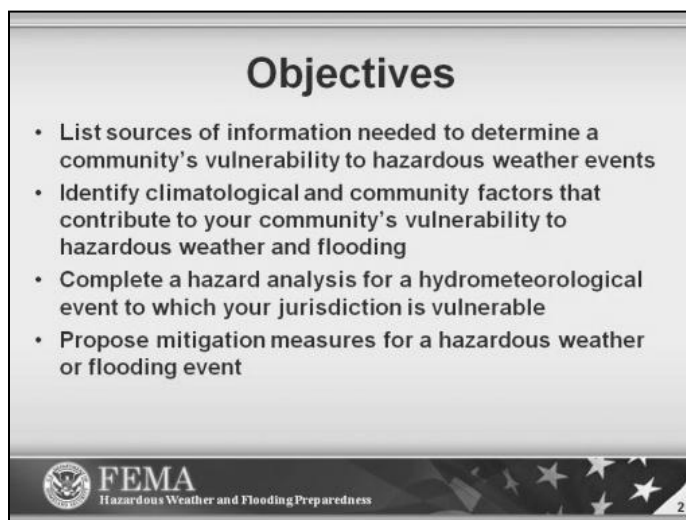 Objectives
• List sources of information needed to determine a
community's vulnerability to hazardous weather events
• Identify climatological and community factors that
contribute to your community's vulnerability to
hazardous weather and flooding
• Complete a hazard analysis for a hydrometeorological
event to which your jurisdiction is vulnerable
• Propose mitigation measures for a hazardous weather
or flooding event
FEMA
Hazardous Weather and Flooding Preparedness
2